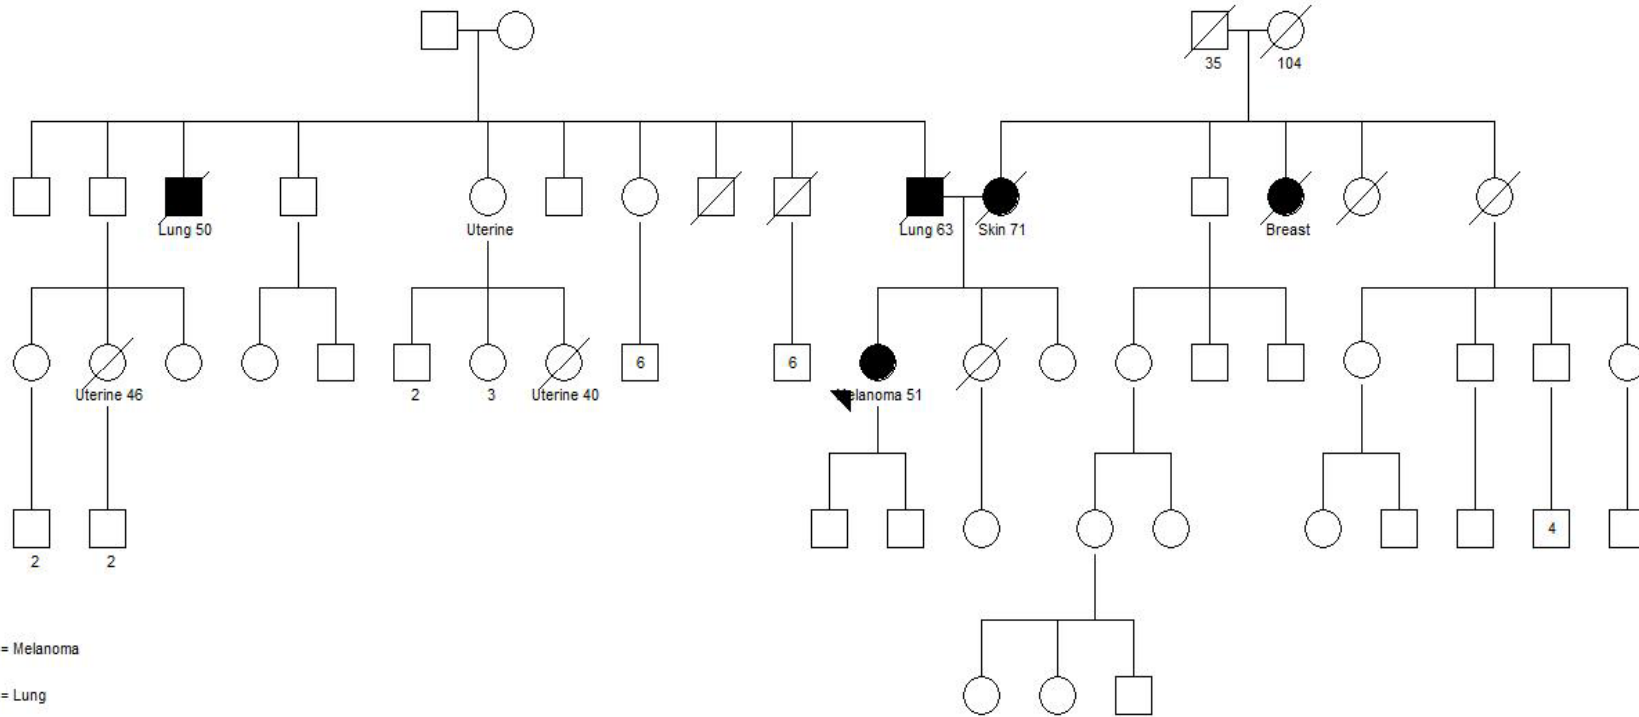 35 104
Lung 50 Uterine Lung 63 Skin 71 Breast
6 6
Uterine 46 2 3 Uterine 40 elanoma 51
4
2 2
= Melanoma
= Lung